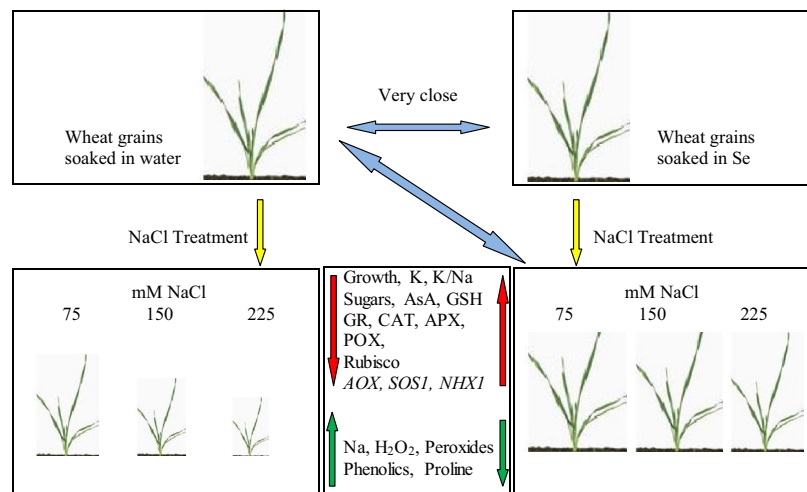 Very close
Wheat grains
soaked in water
Wheat grains
soaked in Se
NaCl Treatment
NaCl Treatment
mM NaCl
75 150 225
Growth, K, K/Na
Sugars, AsA, GSH
GR, CAT, APX,
POX,
Rubisco
AOX, SOS1, NHX1
Na, H₂O₂, Peroxides
Phenolics, Proline
mM NaCl
75 150 225